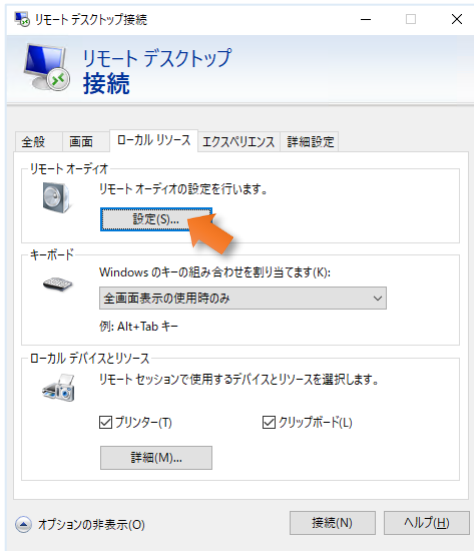 リモート デスクトップ接続
リモート デスクトップ
接続
全般 画面 ローカル リソース エクスペリエンス 詳細設定
リモート オーディオ
リモート オーディオの設定を行います。
設定(S)...
キーボード
Windows のキーの組み合わせを割り当てます(K):
全画面表示の使用時のみ
例: Alt+Tab キー
ローカル デバイスとリソース
リモート セッションで使用するデバイスとリソースを選択します。
プリンター(T) クリップボード(L)
詳細(M)...
オプションの非表示(O) 接続(N) ヘルプ(H)